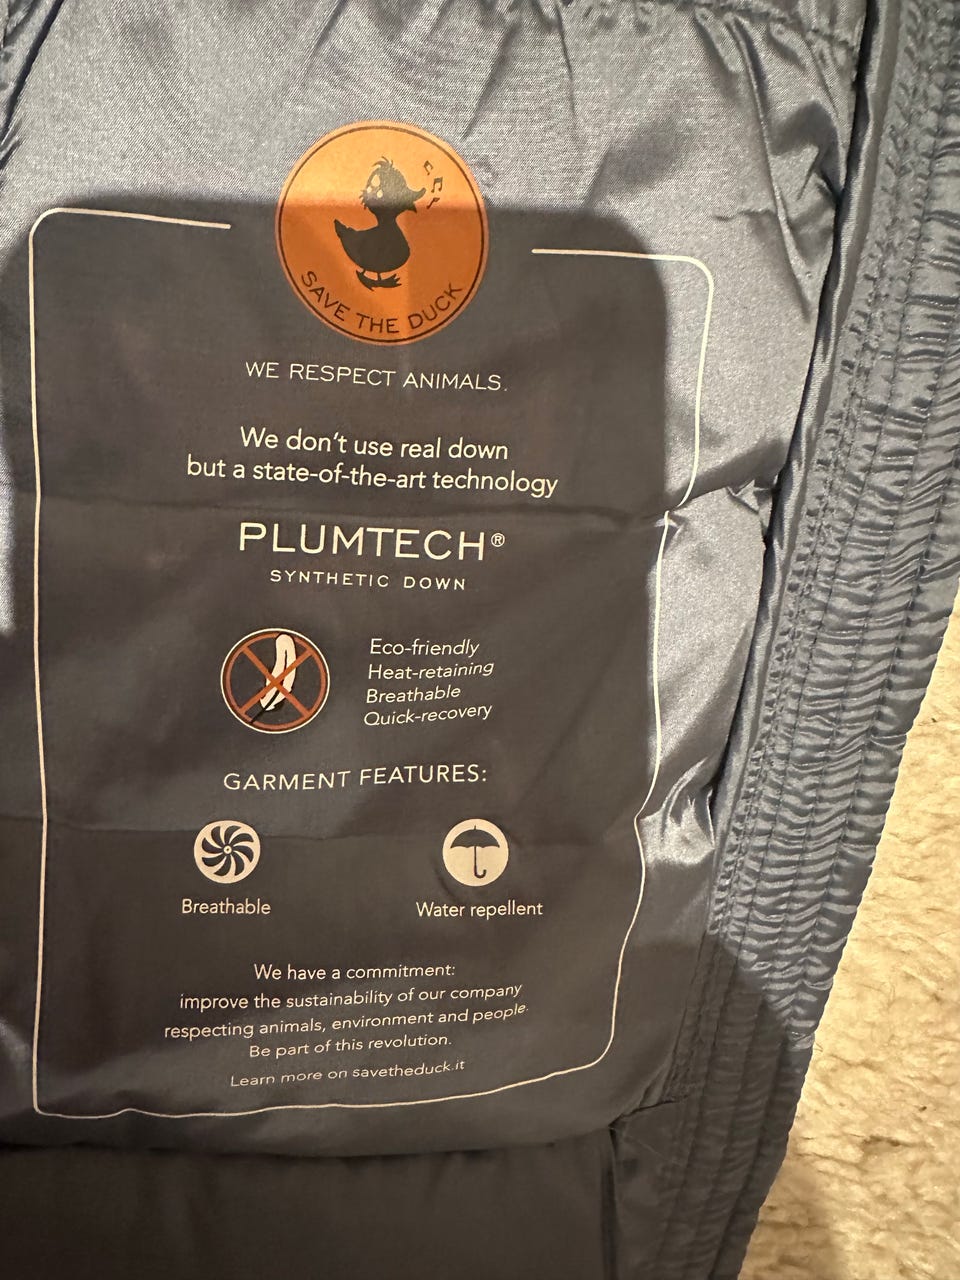 SAVE THE DUCK
WE RESPECT ANIMALS.
We don't use real down
but a state-of-the-art technology
PLUMTECH®
SYNTHETIC DOWN
Eco-friendly
Heat-retaining
Breathable
Quick-recovery
GARMENT FEATURES:
Breathable
Water repellent
We have a commitment:
improve the sustainability of our company
respecting animals, environment and people.
Be part of this revolution.
Learn more on savetheduck.it